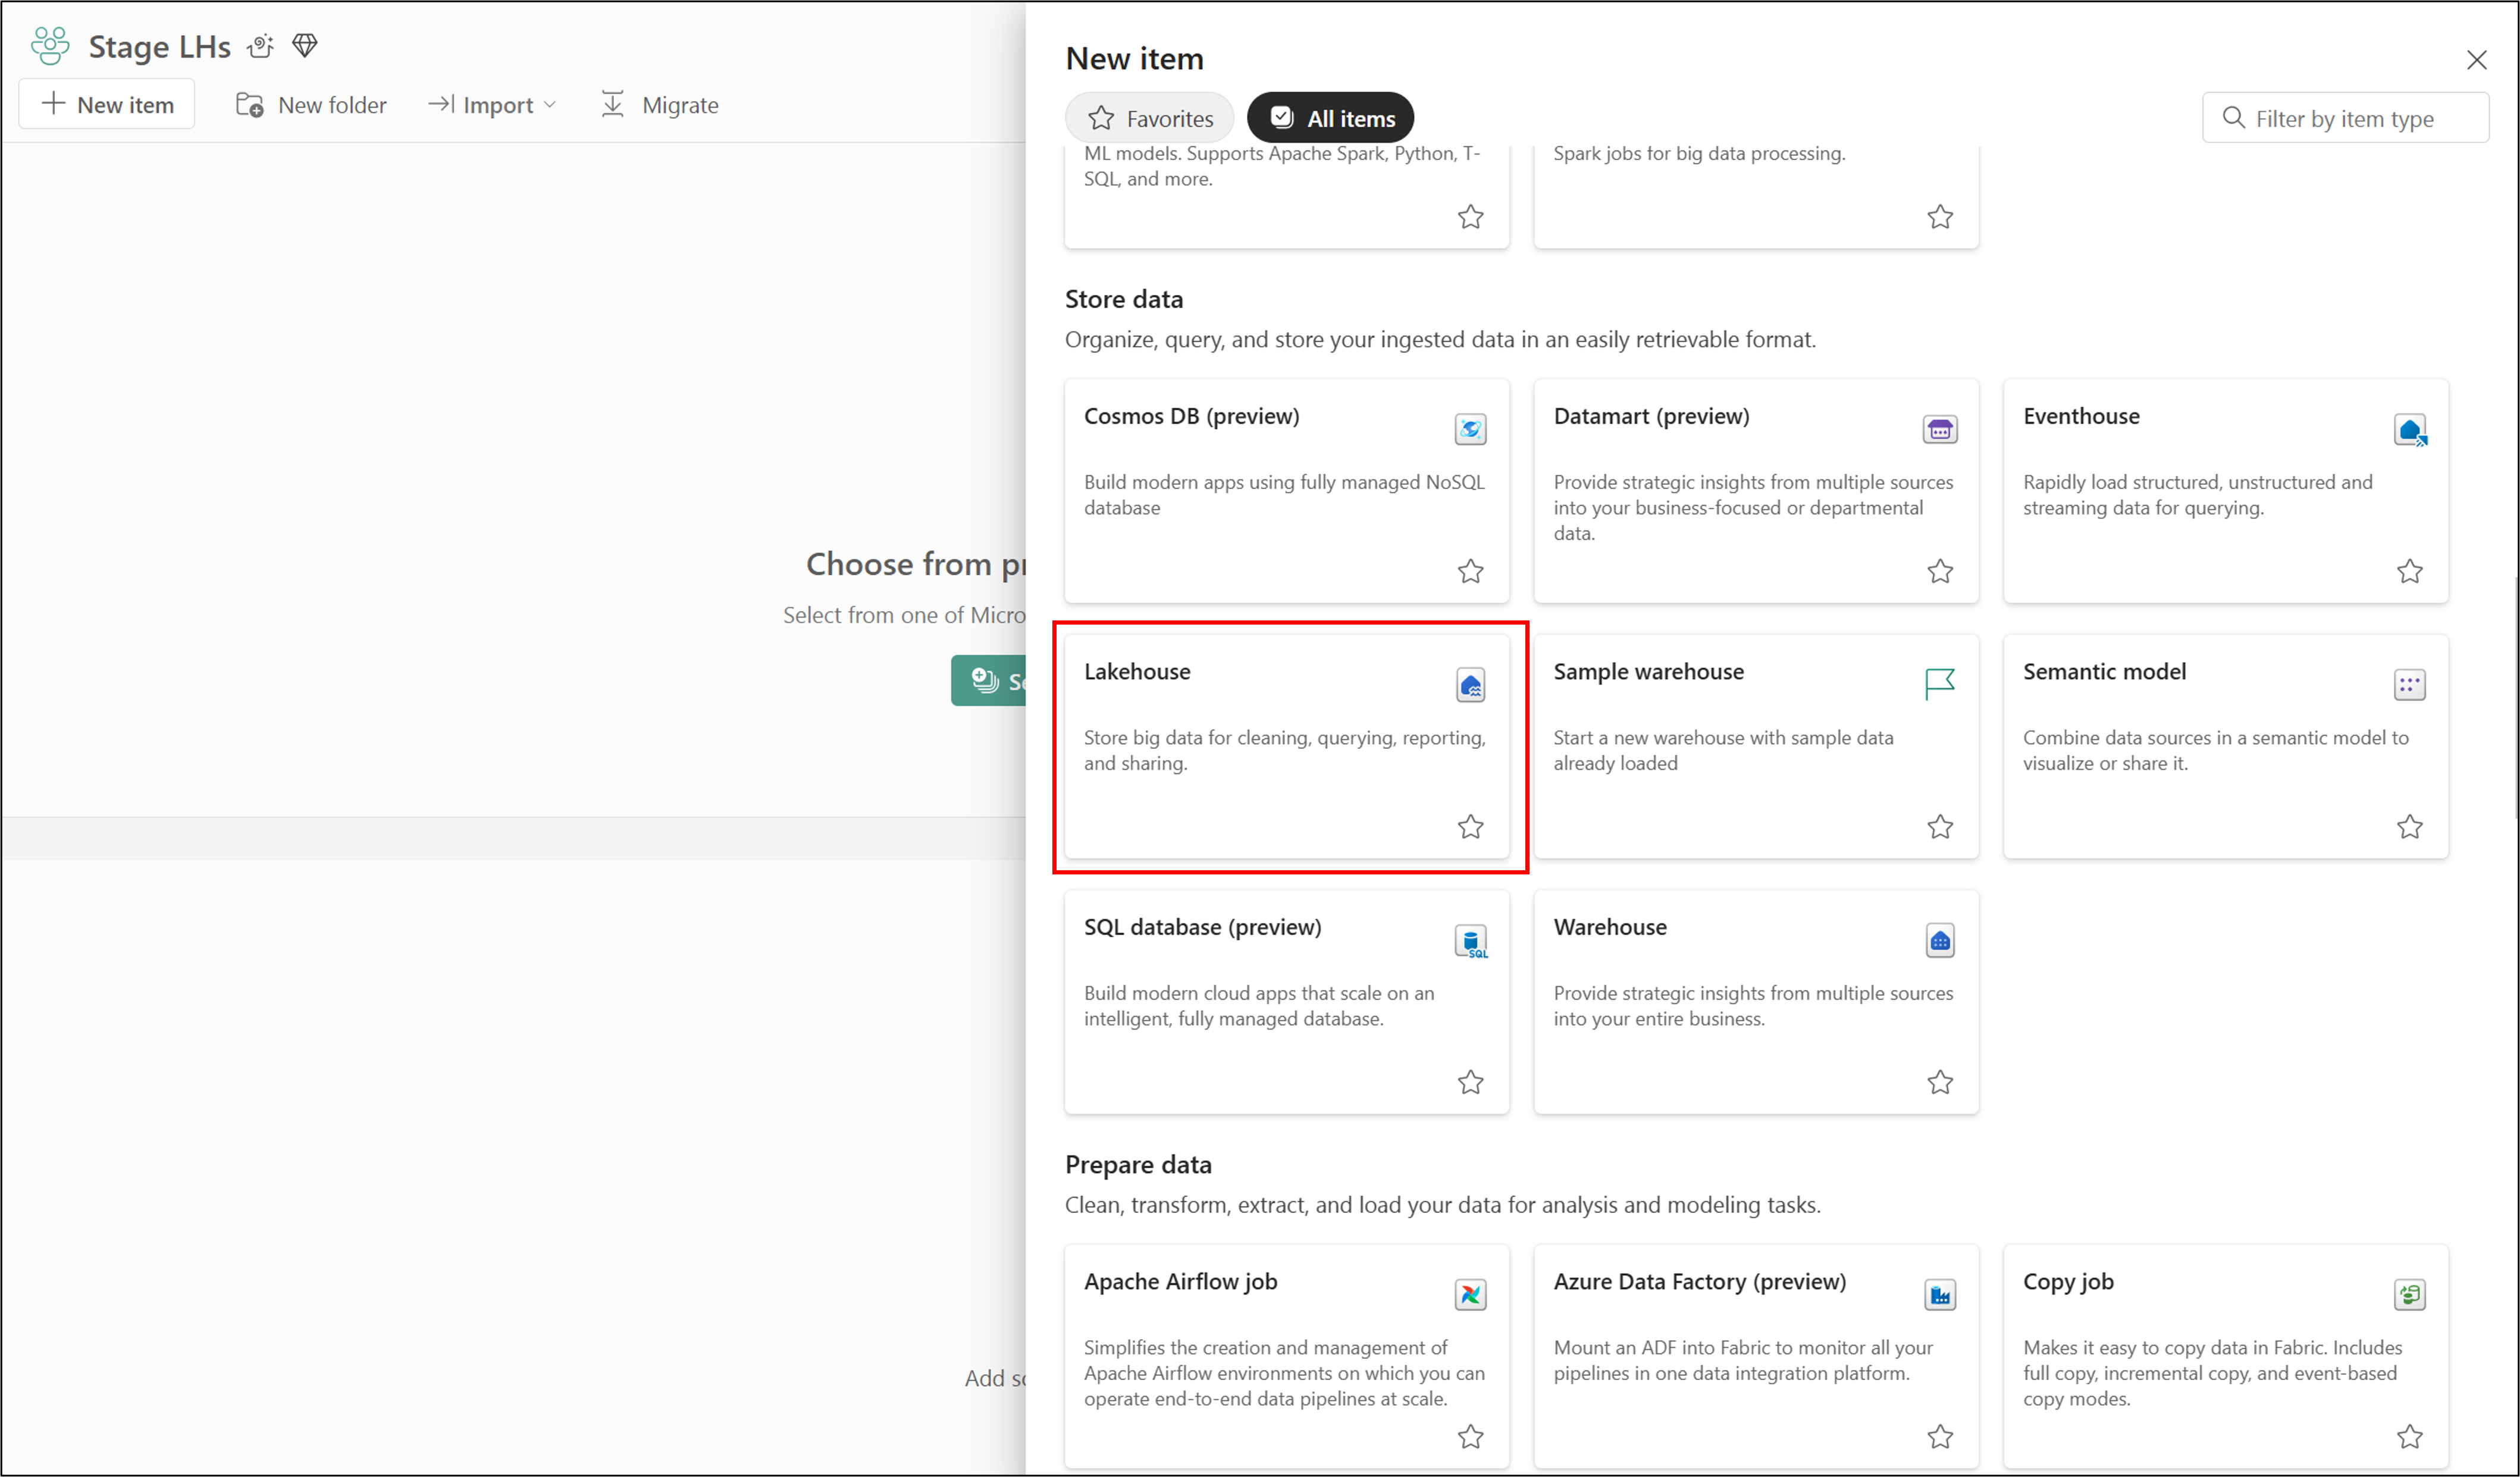 Stage LHs
New item
New folder
Import
Migrate
Choose from pr
Select from one of Micro
Se
Add so
New item
Favorites
All items
Filter by item type
ML models. Supports Apache Spark, Python, T-
SQL, and more.
Spark jobs for big data processing.
Store data
Organize, query, and store your ingested data in an easily retrievable format.
Cosmos DB (preview)
Build modern apps using fully managed NoSQL
database
Datamart (preview)
Provide strategic insights from multiple sources
into your business-focused or departmental
data.
Eventhouse
Rapidly load structured, unstructured and
streaming data for querying.
Lakehouse
Store big data for cleaning, querying, reporting,
and sharing.
Sample warehouse
Start a new warehouse with sample data
already loaded
Semantic model
Combine data sources in a semantic model to
visualize or share it.
SQL database (preview)
SQL
Build modern cloud apps that scale on an
intelligent, fully managed database.
Warehouse
Provide strategic insights from multiple sources
into your entire business.
Prepare data
Clean, transform, extract, and load your data for analysis and modeling tasks.
Apache Airflow job
Simplifies the creation and management of
Apache Airflow environments on which you can
operate end-to-end data pipelines at scale.
Azure Data Factory (preview)
Mount an ADF into Fabric to monitor all your
pipelines in one data integration platform.
Copy job
Makes it easy to copy data in Fabric. Includes
full copy, incremental copy, and event-based
copy modes.